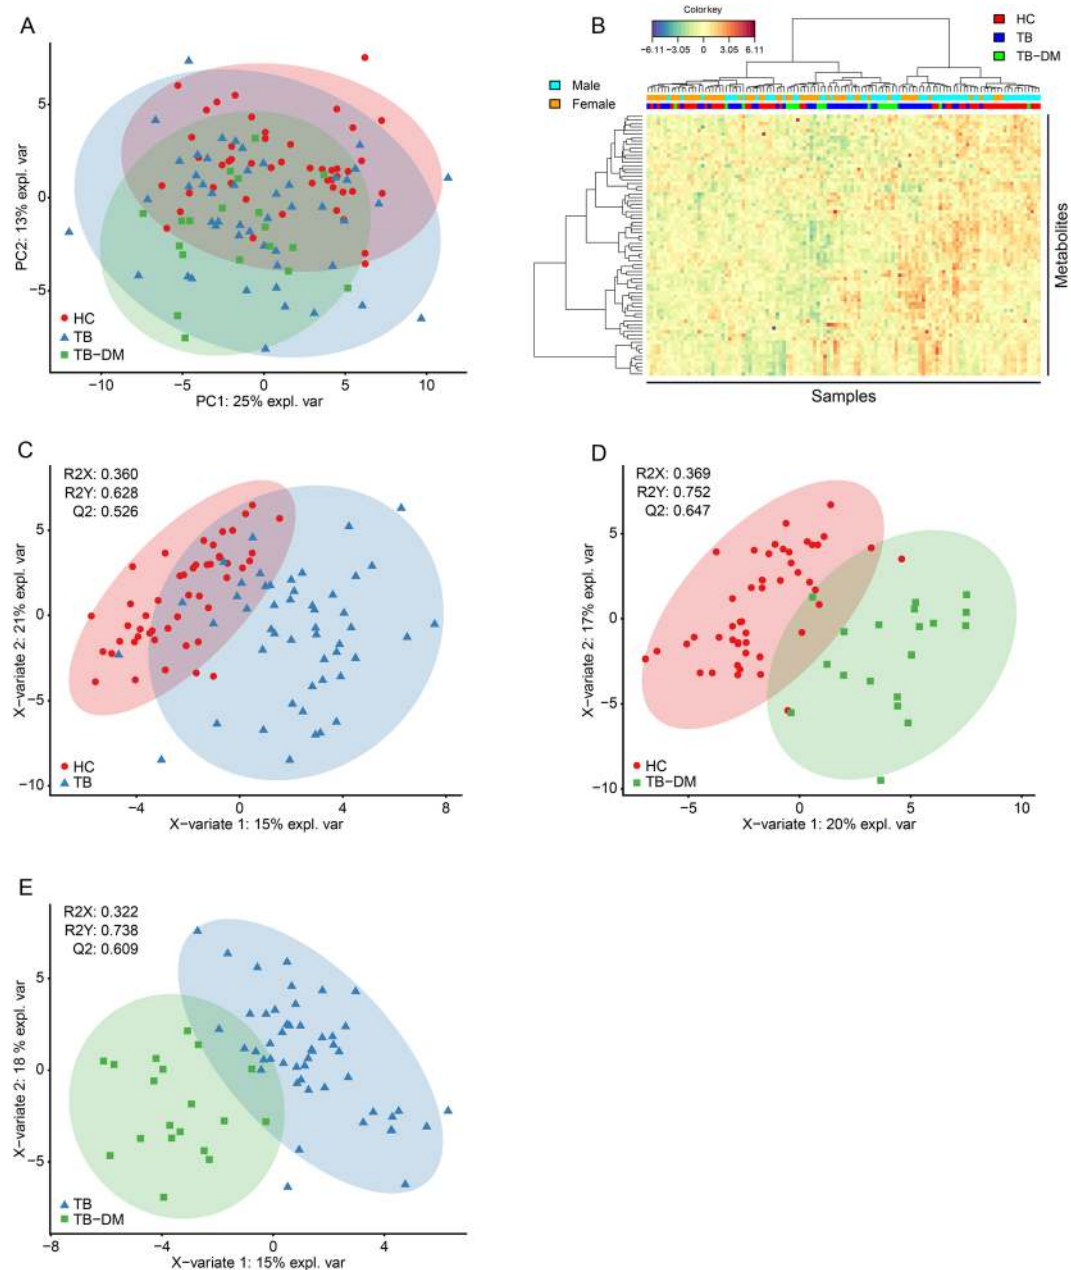 A
5
0
−5
PC2: 13% expl. var
HC
TB
TB−DM
−10
−5
0
5
10
PC1: 25% expl. var
B
Colorkey
−6.11
−3.05
0
3.05
6.11
HC
TB
TB−DM
Male
Female
Metabolites
Samples
C
R2X: 0.360
R2Y: 0.628
Q2: 0.526
5
0
−5
−10
X−variate 2: 21% expl. var
HC
TB
−4
0
4
8
X−variate 1: 15% expl. var
D
R2X: 0.369
R2Y: 0.752
Q2: 0.647
5
0
−5
−10
X−variate 2: 17% expl. var
HC
TB−DM
−5
0
5
10
X−variate 1: 20% expl. var
E
R2X: 0.322
R2Y: 0.738
Q2: 0.609
5
0
−5
X−variate 2: 18 % expl. var
TB
TB−DM
−8
−4
0
4
X−variate 1: 15% expl. var